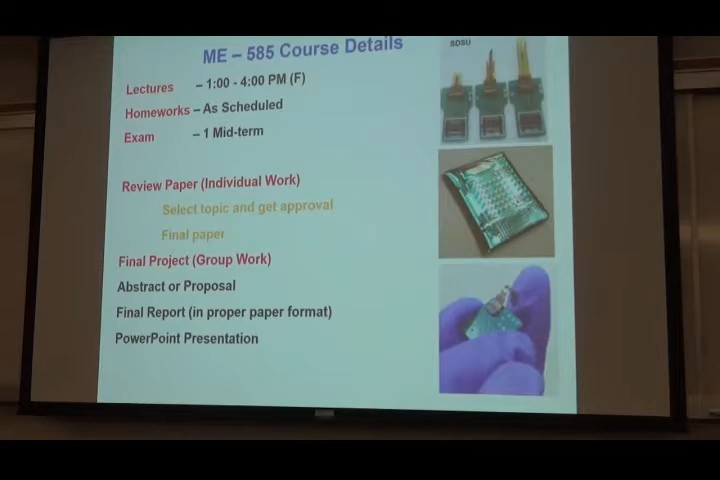 ME – 585 Course Details
SDSU
Lectures – 1:00 - 4:00 PM (F)
Homeworks – As Scheduled
Exam – 1 Mid-term
Review Paper (Individual Work)
Select topic and get approval
Final paper
Final Project (Group Work)
Abstract or Proposal
Final Report (in proper paper format)
PowerPoint Presentation